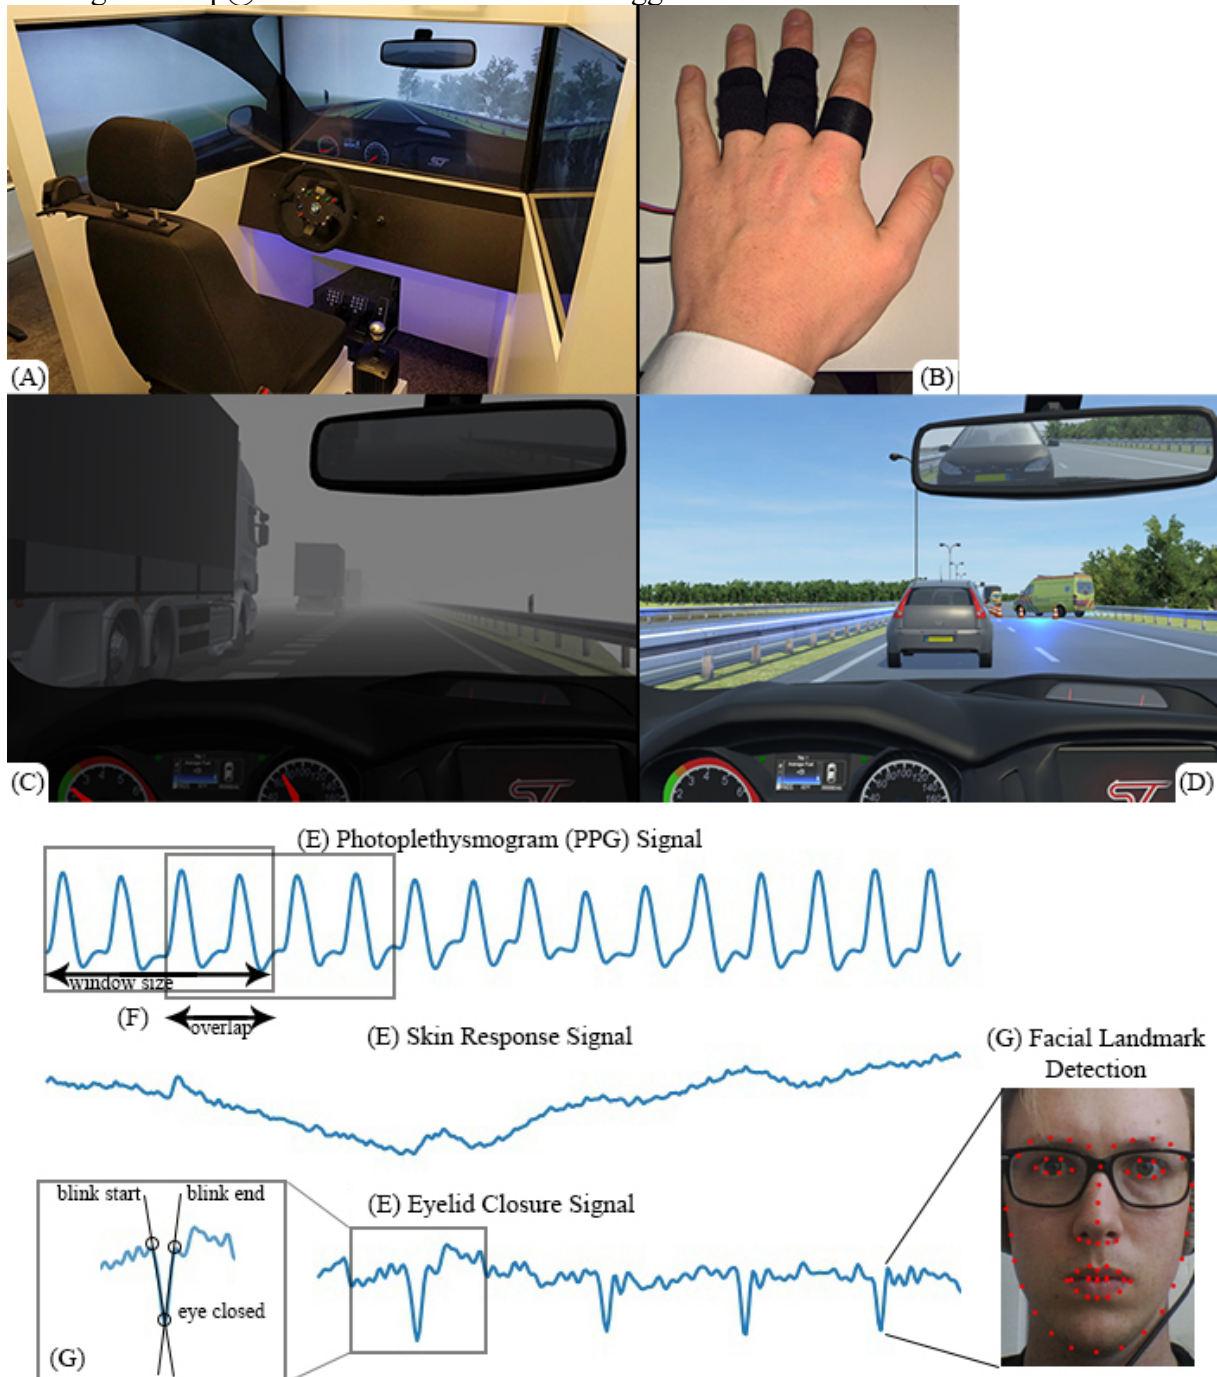 (A)
(B)
(C)
(D)
(E) Photoplethysmogram (PPG) Signal
window size
(F)
overlap
(E) Skin Response Signal
(G) Facial Landmark
Detection
blink start
blink end
(E) Eyelid Closure Signal
eye closed
(G)